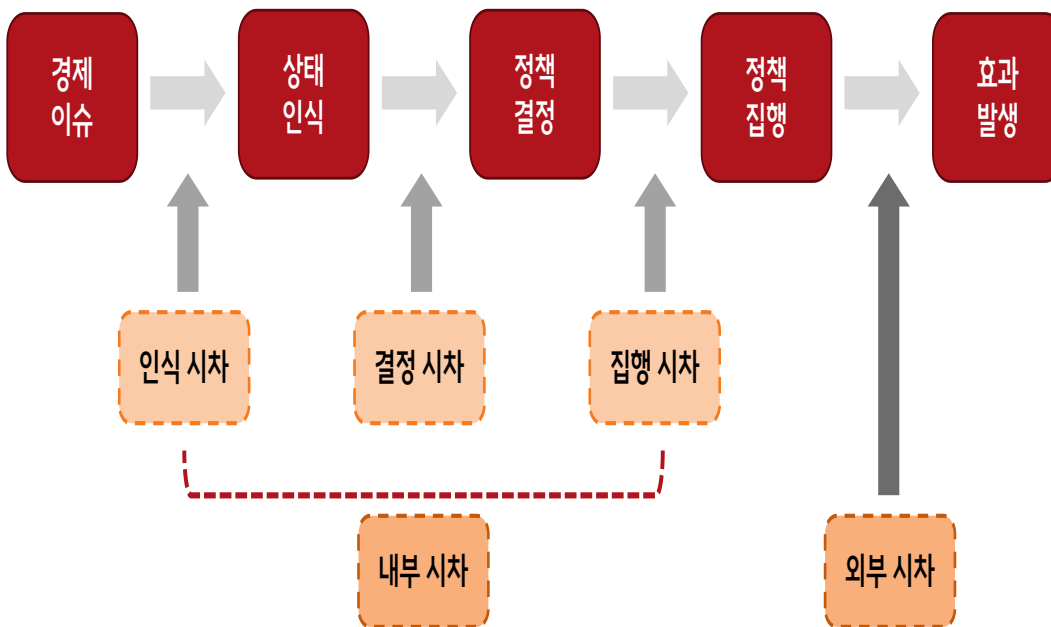 경제
이슈
상태
인식
정책
결정
정책
집행
효과
발생
인식 시차
결정 시차
집행 시차
내부 시차
외부 시차